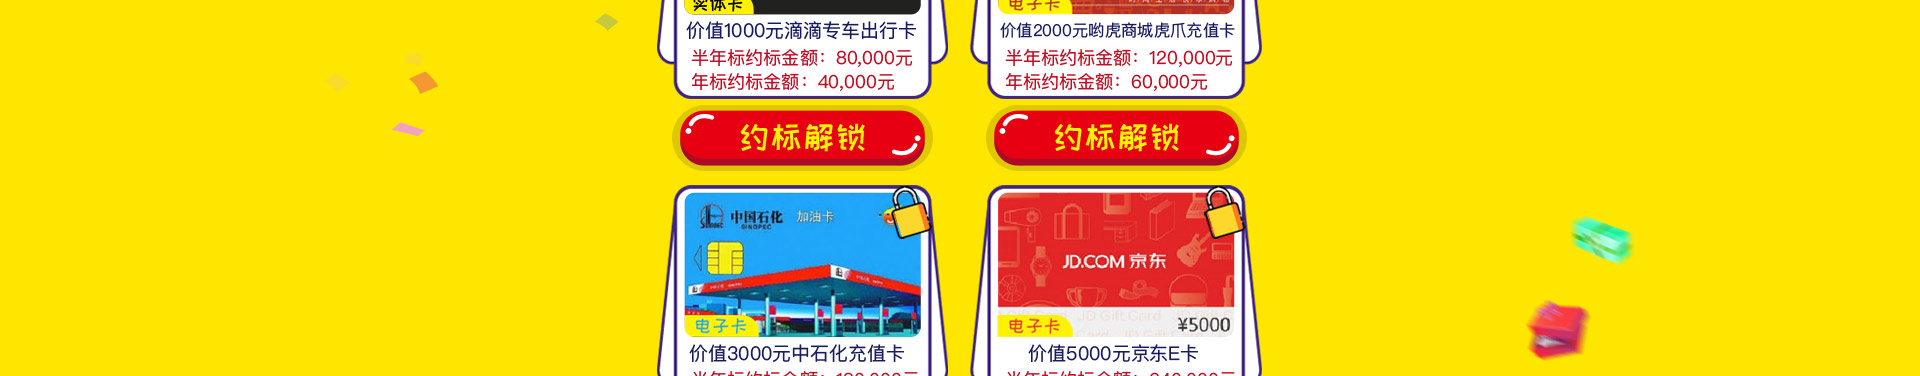 实体卡
电子卡
价值1000元滴滴专车出行卡
价值2000元哟虎商城虎爪充值卡
半年标约标金额：80,000元
半年标约标金额：120,000元
年标约标金额：40,000元
年标约标金额：60,000元
约标解锁
约标解锁
中国石化 加油卡
SINOPEC
JD.COM 京东
电子卡
电子卡
¥5000
价值3000元中石化充值卡
价值5000元京东E卡